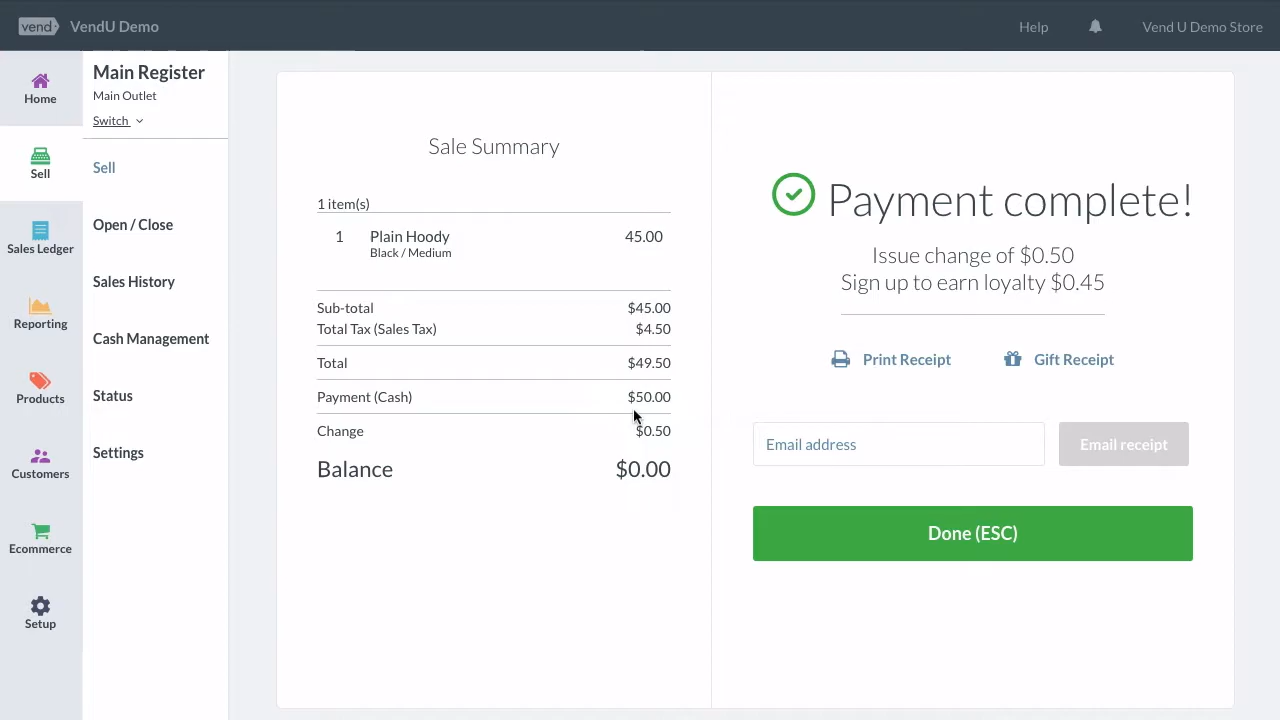 vend VendU Demo
Help
Vend U Demo Store
Home
Sell
Sales Ledger
Reporting
Products
Customers
Ecommerce
Setup
Main Register
Main Outlet
Switch
Sell
Open / Close
Sales History
Cash Management
Status
Settings
Sale Summary
1 item(s)
1 Plain Hoody 45.00
Black / Medium
Sub-total $45.00
Total Tax (Sales Tax) $4.50
Total $49.50
Payment (Cash) $50.00
Change $0.50
Balance $0.00
Payment complete!
Issue change of $0.50
Sign up to earn loyalty $0.45
Print Receipt
Gift Receipt
Email address
Email receipt
Done (ESC)